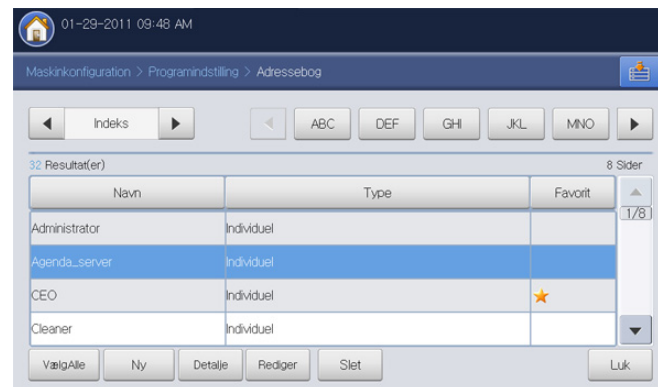 01-29-2011 09:48 AM
Maskinkonfiguration > Programindstilling > Adressebog
Indeks ABC DEF GHI JKL MNO
32 Resultat(er) 8 Sider
Navn Type Favorit
1/8
Administrator Individuel
Agenda_server Individuel
CEO Individuel
Cleaner Individuel
VælgAlle Ny Detalje Rediger Slet Luk